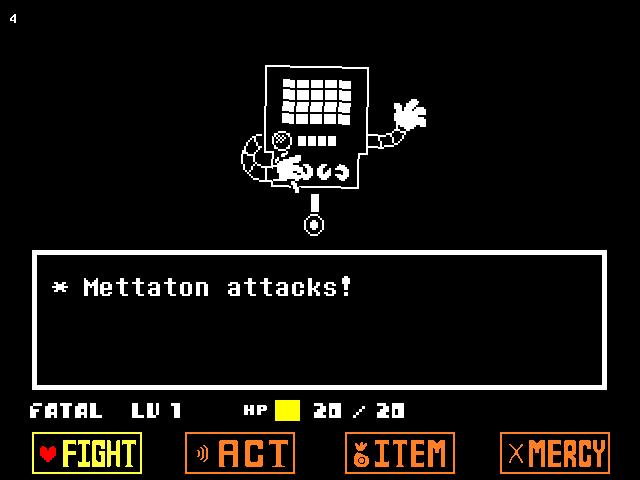 4
* Mettaton attacks!
FATAL LV 1 HP 20 / 20
FIGHT ACT ITEM MERCY